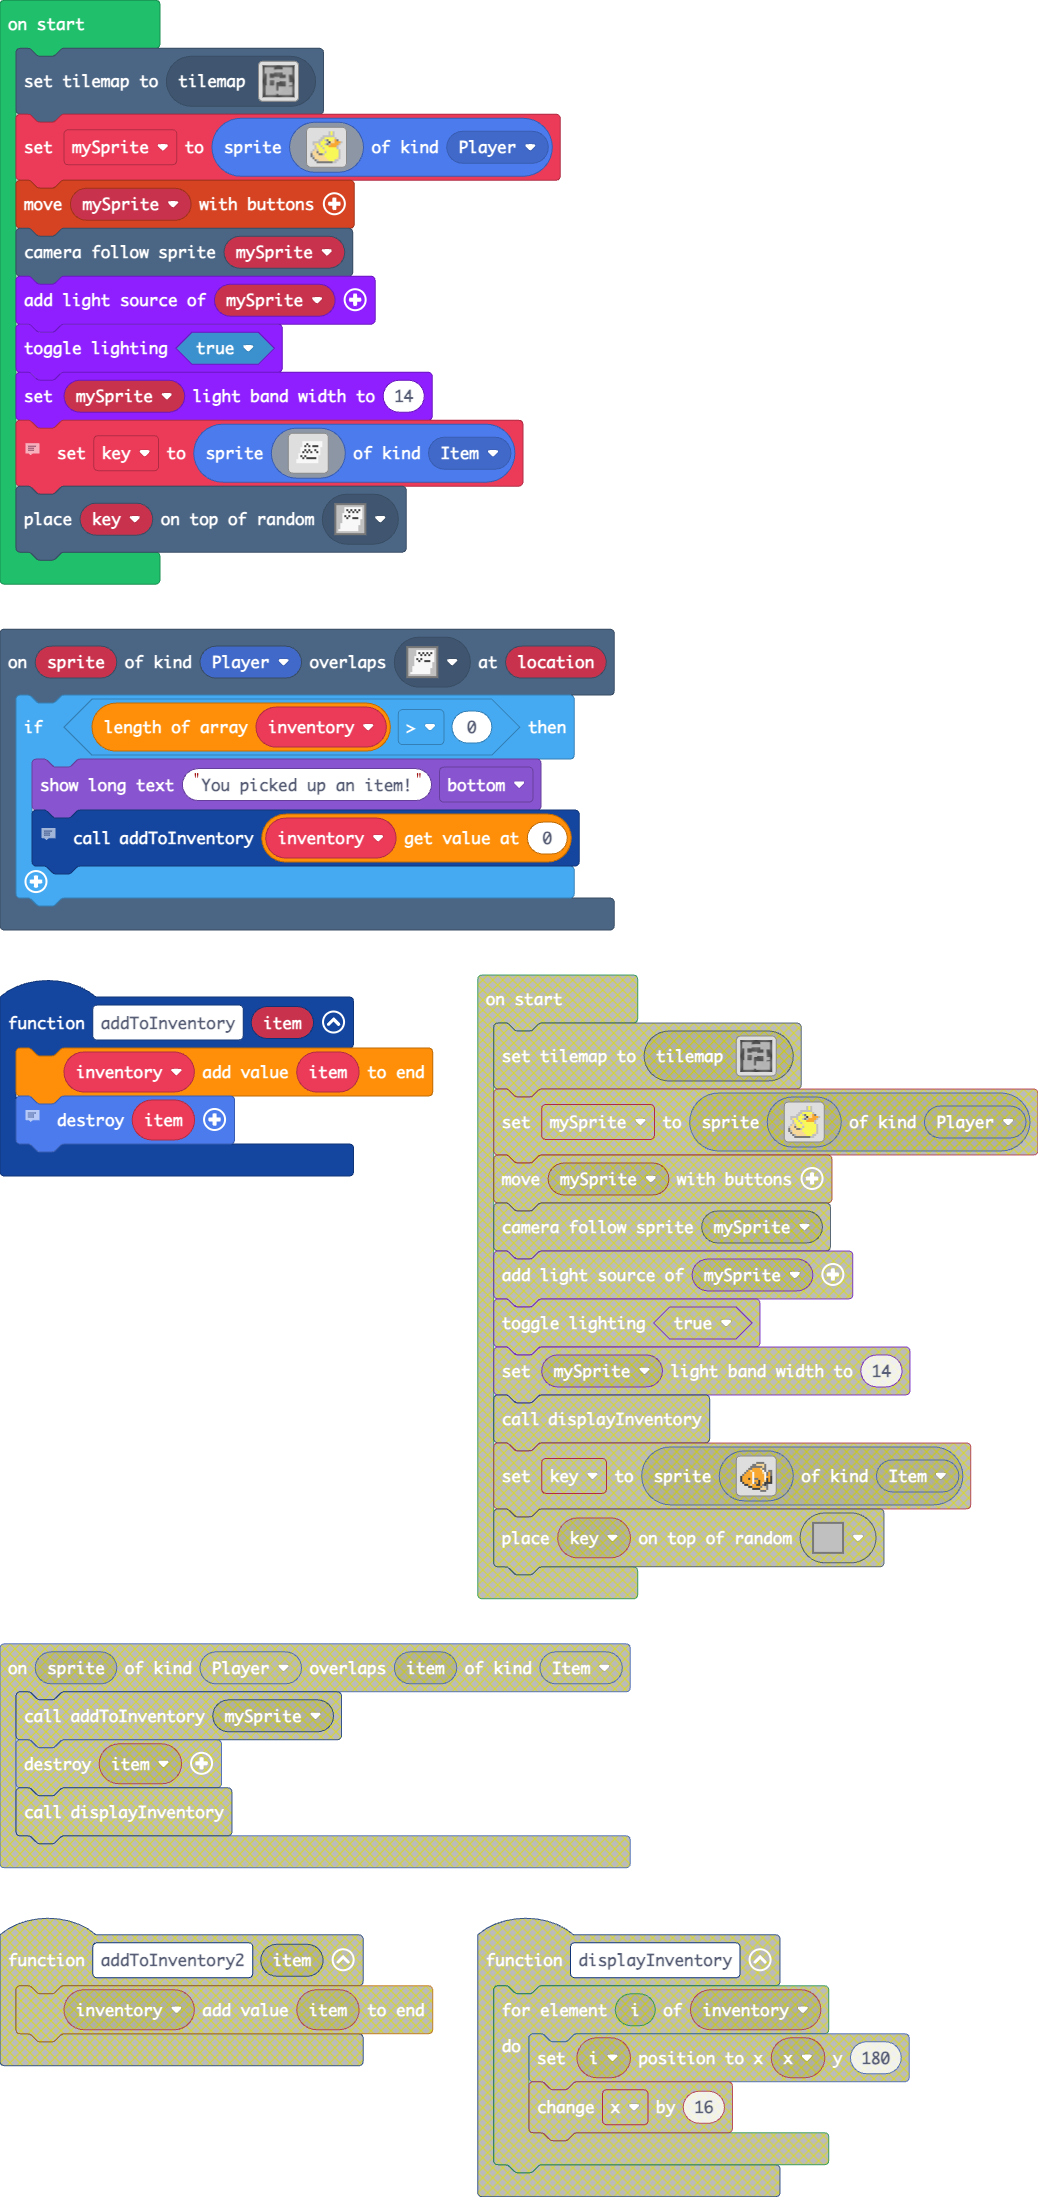 on start
set tilemap to tilemap
set mySprite to sprite of kind Player
move mySprite with buttons
camera follow sprite mySprite
add light source of mySprite
toggle lighting true
set mySprite light band width to 14
set key to sprite of kind Item
place key on top of random
on sprite of kind Player overlaps at location
if length of array inventory > 0 then
show long text "You picked up an item!" bottom
call addToInventory inventory get value at 0
function addToInventory item
inventory add value item to end
destroy item
on start
set tilemap to tilemap
set mySprite to sprite of kind Player
move mySprite with buttons
camera follow sprite mySprite
add light source of mySprite
toggle lighting true
set mySprite light band width to 14
call displayInventory
set key to sprite of kind Item
place key on top of random
on sprite of kind Player overlaps item of kind Item
call addToInventory mySprite
destroy item
call displayInventory
function addToInventory2 item
inventory add value item to end
function displayInventory
for element i of inventory
do
set i position to x x y 180
change x by 16